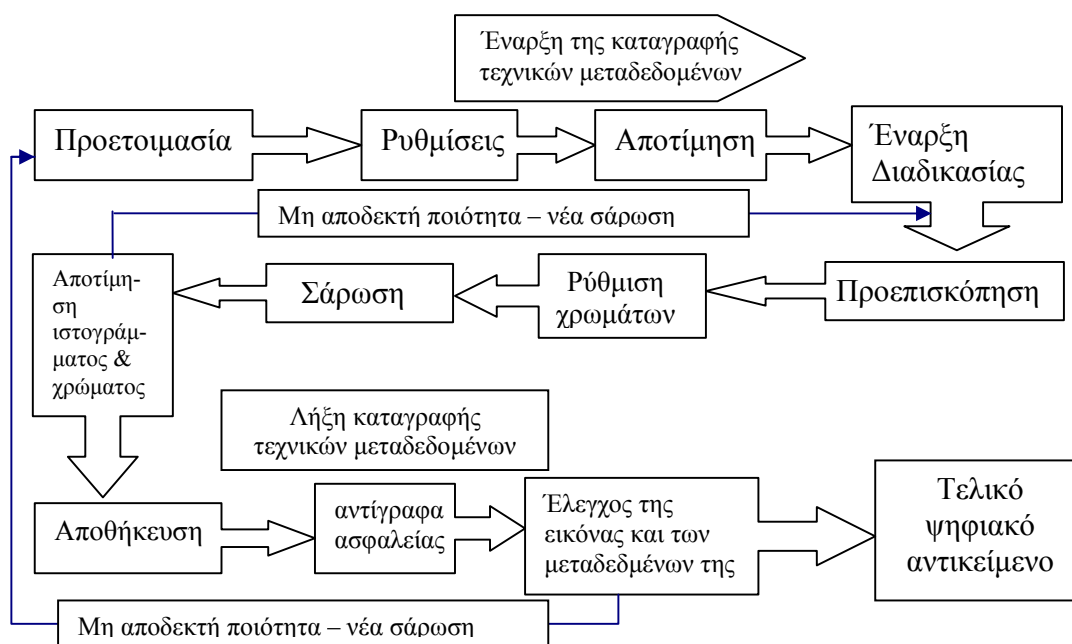 Έναρξη της καταγραφής
τεχνικών μεταδεδομένων
Προετοιμασία
Ρυθμίσεις
Αποτίμηση
Έναρξη
Διαδικασίας
Μη αποδεκτή ποιότητα – νέα σάρωση
Αποτίμη-
ση
ιστογράμ-
ματος &
χρώματος
Σάρωση
Ρύθμιση
χρωμάτων
Προεπισκόπηση
Λήξη καταγραφής
τεχνικών μεταδεδομένων
Αποθήκευση
αντίγραφα
ασφαλείας
Έλεγχος της
εικόνας και των
μεταδεδμένων της
Τελικό
ψηφιακό
αντικείμενο
Μη αποδεκτή ποιότητα – νέα σάρωση